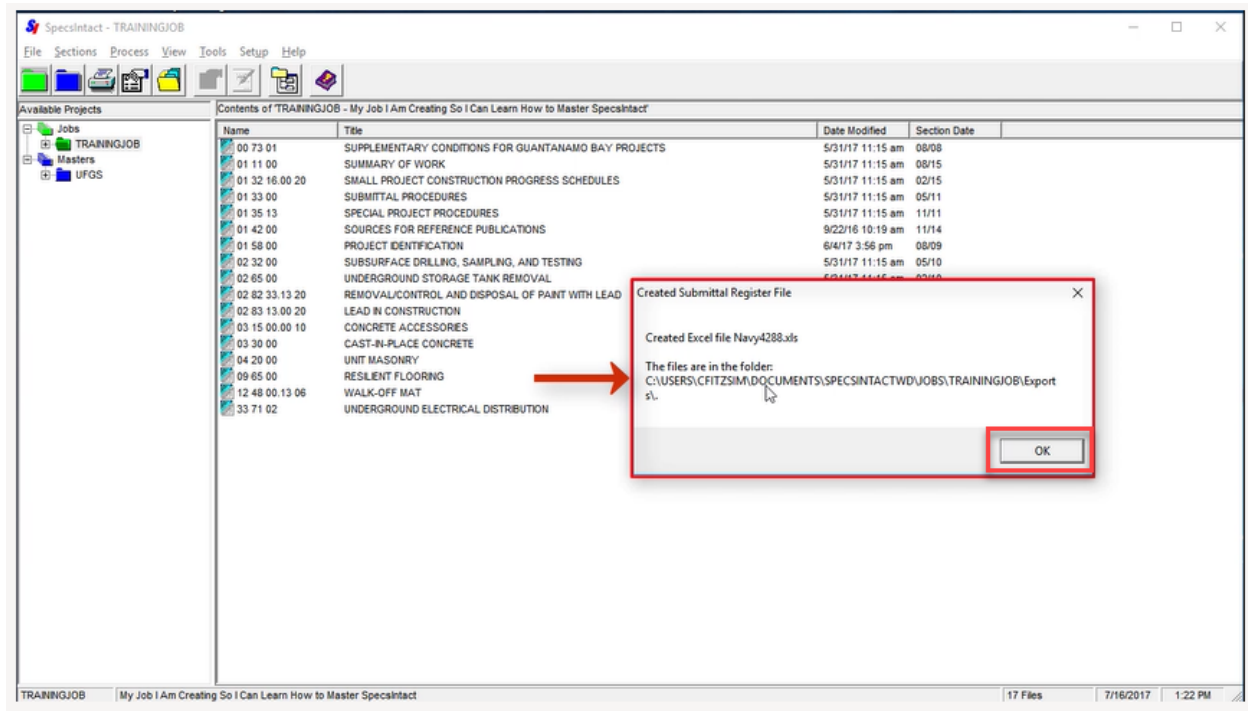 SpecsIntact - TRAININGJOB
File Sections Process View Tools Setup Help
Available Projects
Contents of 'TRAININGJOB - My Job I Am Creating So I Can Learn How to Master SpecsIntact'
Jobs
TRAININGJOB
Masters
UFGS
Name Title Date Modified Section Date
00 73 01 SUPPLEMENTARY CONDITIONS FOR GUANTANAMO BAY PROJECTS 5/31/17 11:15 am 08/08
01 11 00 SUMMARY OF WORK 5/31/17 11:15 am 08/15
01 32 16.00 20 SMALL PROJECT CONSTRUCTION PROGRESS SCHEDULES 5/31/17 11:15 am 02/15
01 33 00 SUBMITTAL PROCEDURES 5/31/17 11:15 am 05/11
01 35 13 SPECIAL PROJECT PROCEDURES 5/31/17 11:15 am 11/11
01 42 00 SOURCES FOR REFERENCE PUBLICATIONS 9/22/16 10:19 am 11/14
01 58 00 PROJECT IDENTIFICATION 6/4/17 3:56 pm 08/09
02 32 00 SUBSURFACE DRILLING, SAMPLING, AND TESTING 5/31/17 11:15 am 05/10
02 65 00 UNDERGROUND STORAGE TANK REMOVAL
02 82 33.13 20 REMOVAL/CONTROL AND DISPOSAL OF PAINT WITH LEAD
02 83 13.00 20 LEAD IN CONSTRUCTION
03 15 00.00 10 CONCRETE ACCESSORIES
03 30 00 CAST-IN-PLACE CONCRETE
04 20 00 UNIT MASONRY
09 65 00 RESILIENT FLOORING
12 48 00.13 06 WALK-OFF MAT
33 71 02 UNDERGROUND ELECTRICAL DISTRIBUTION
Created Submittal Register File
Created Excel file Navy4288.xls
The files are in the folder:
C:\USERS\CFITZSIM\DOCUMENTS\SPECSINTACTWD\JOBS\TRAININGJOB\Export
s\.
OK
TRAININGJOB My Job I Am Creating So I Can Learn How to Master SpecsIntact 17 Files 7/16/2017 1:22 PM